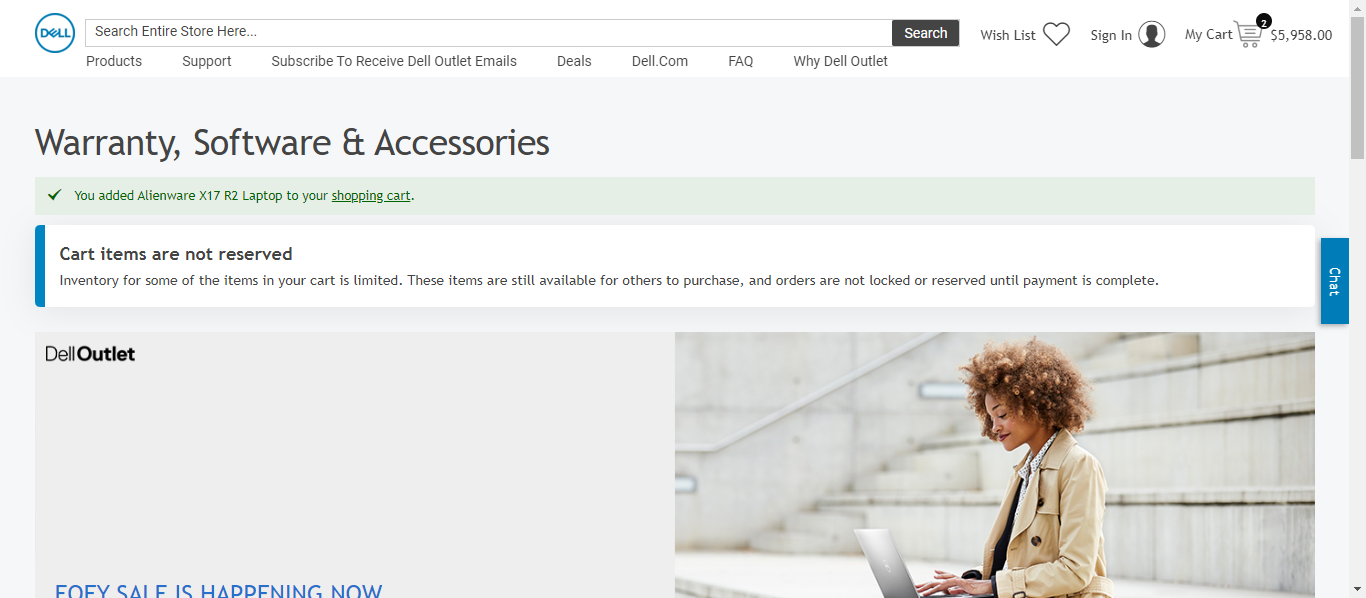 DELL
Search Entire Store Here...
Search
Wish List
Sign In
My Cart
2
$5,958.00
Products
Support
Subscribe To Receive Dell Outlet Emails
Deals
Dell.Com
FAQ
Why Dell Outlet
Warranty, Software & Accessories
You added Alienware X17 R2 Laptop to your shopping cart.
Cart items are not reserved
Inventory for some of the items in your cart is limited. These items are still available for others to purchase, and orders are not locked or reserved until payment is complete.
Chat
DellOutlet
EOFY SALE IS HAPPENING NOW